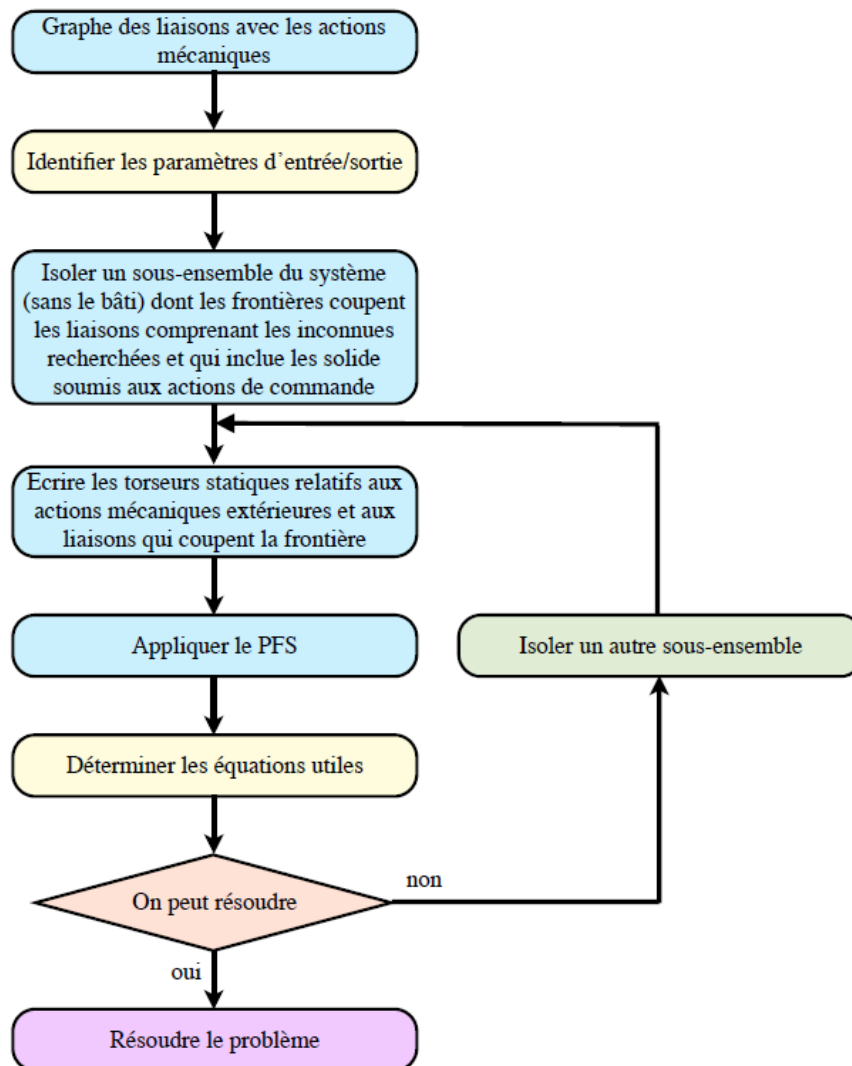 Graphe des liaisons avec les actions
mécaniques
Identifier les paramètres d'entrée/sortie
Isoler un sous-ensemble du système
(sans le bâti) dont les frontières coupent
les liaisons comprenant les inconnues
recherchées et qui inclue les solide
soumis aux actions de commande
Ecrire les torseurs statiques relatifs aux
actions mécaniques extérieures et aux
liaisons qui coupent la frontière
Appliquer le PFS
Isoler un autre sous-ensemble
Déterminer les équations utiles
On peut résoudre
non
oui
Résoudre le problème